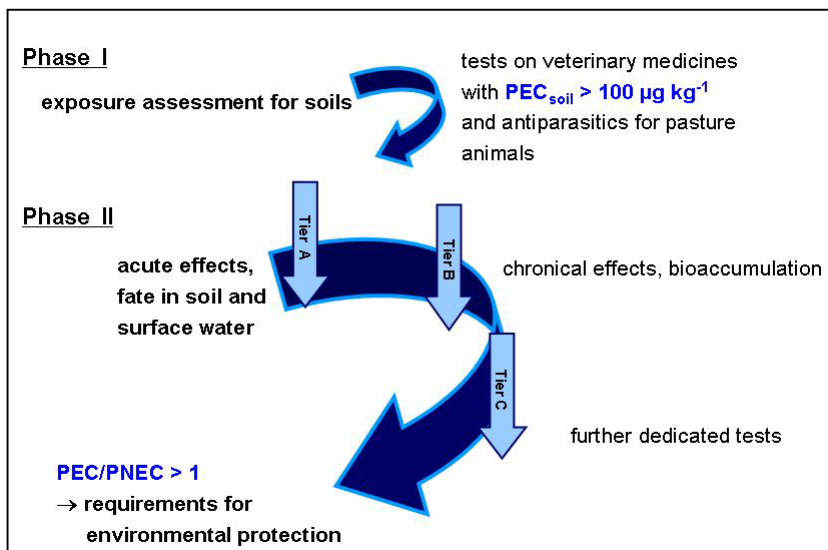 Phase I
exposure assessment for soils
tests on veterinary medicines
with PECsoil > 100 µg kg-1
and antiparasitics for pasture
animals
Phase II
Tier A
Tier B
Tier C
acute effects,
fate in soil and
surface water
chronical effects, bioaccumulation
further dedicated tests
PEC/PNEC > 1
→ requirements for
environmental protection